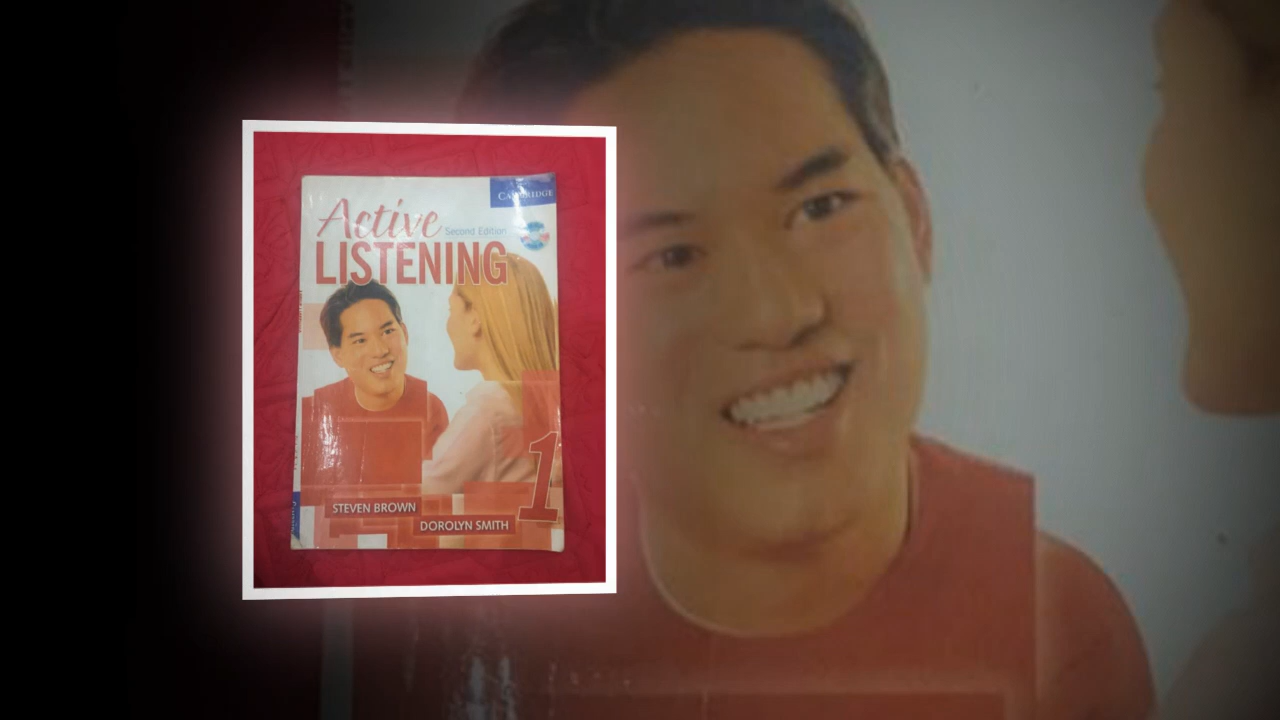 CAMBRIDGE
Active
Second Edition
LISTENING
1
STEVEN BROWN
DOROLYN SMITH